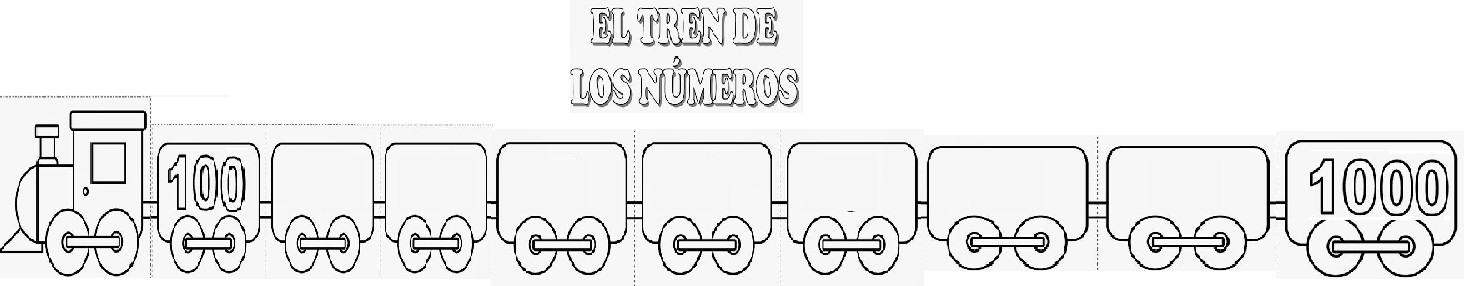 EL TREN DE
LOS NÚMEROS
100
1000